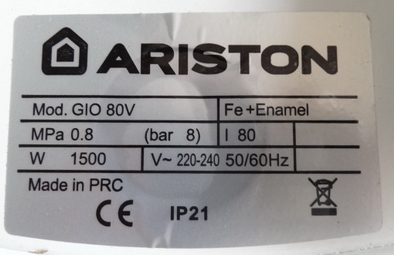 ARISTON
Mod. GIO 80V Fe+Enamel
MPa 0.8 (bar 8) l 80
W 1500 V~ 220-240 50/60Hz
Made in PRC
CE IP21